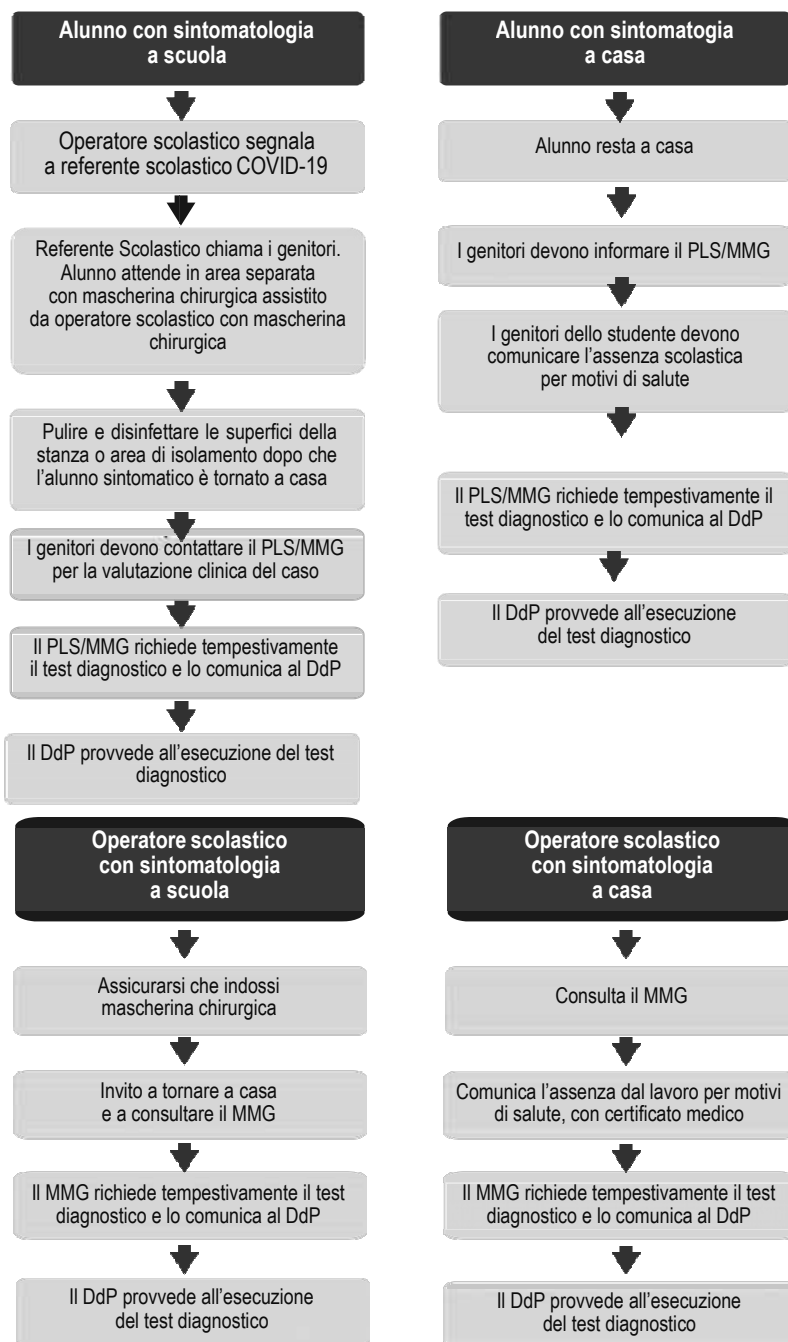 Alunno con sintomatologia
a scuola
Operatore scolastico segnala
a referente scolastico COVID-19
Referente Scolastico chiama i genitori.
Alunno attende in area separata
con mascherina chirurgica assistito
da operatore scolastico con mascherina
chirurgica
Pulire e disinfettare le superfici della
stanza o area di isolamento dopo che
l'alunno sintomatico è tornato a casa
I genitori devono contattare il PLS/MMG
per la valutazione clinica del caso
Il PLS/MMG richiede tempestivamente
il test diagnostico e lo comunica al DdP
Il DdP provvede all'esecuzione del test
diagnostico
Alunno con sintomatogia
a casa
Alunno resta a casa
I genitori devono informare il PLS/MMG
I genitori dello studente devono
comunicare l'assenza scolastica
per motivi di salute
Il PLS/MMG richiede tempestivamente il
test diagnostico e lo comunica al DdP
Il DdP provvede all'esecuzione
del test diagnostico
Operatore scolastico
con sintomatologia
a scuola
Assicurarsi che indossi
mascherina chirurgica
Invito a tornare a casa
e a consultare il MMG
Il MMG richiede tempestivamente il test
diagnostico e lo comunica al DdP
Il DdP provvede all'esecuzione
del test diagnostico
Operatore scolastico
con sintomatologia
a casa
Consulta il MMG
Comunica l'assenza dal lavoro per motivi
di salute, con certificato medico
Il MMG richiede tempestivamente il test
diagnostico e lo comunica al DdP
Il DdP provvede all'esecuzione
del test diagnostico